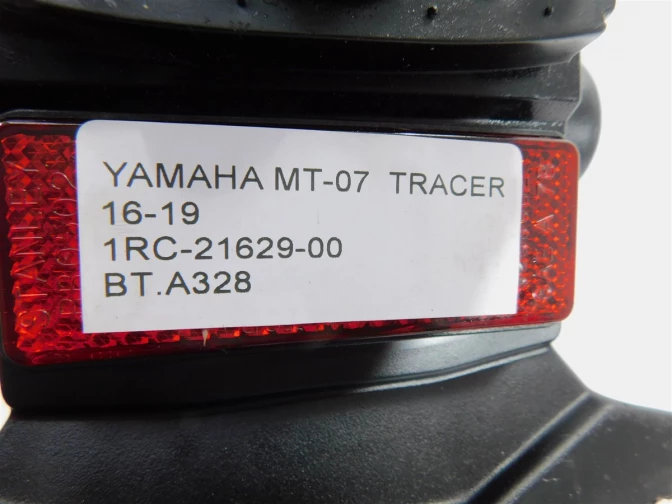 YAMAHA MT-07 TRACER
16-19
1RC-21629-00
BT.A328